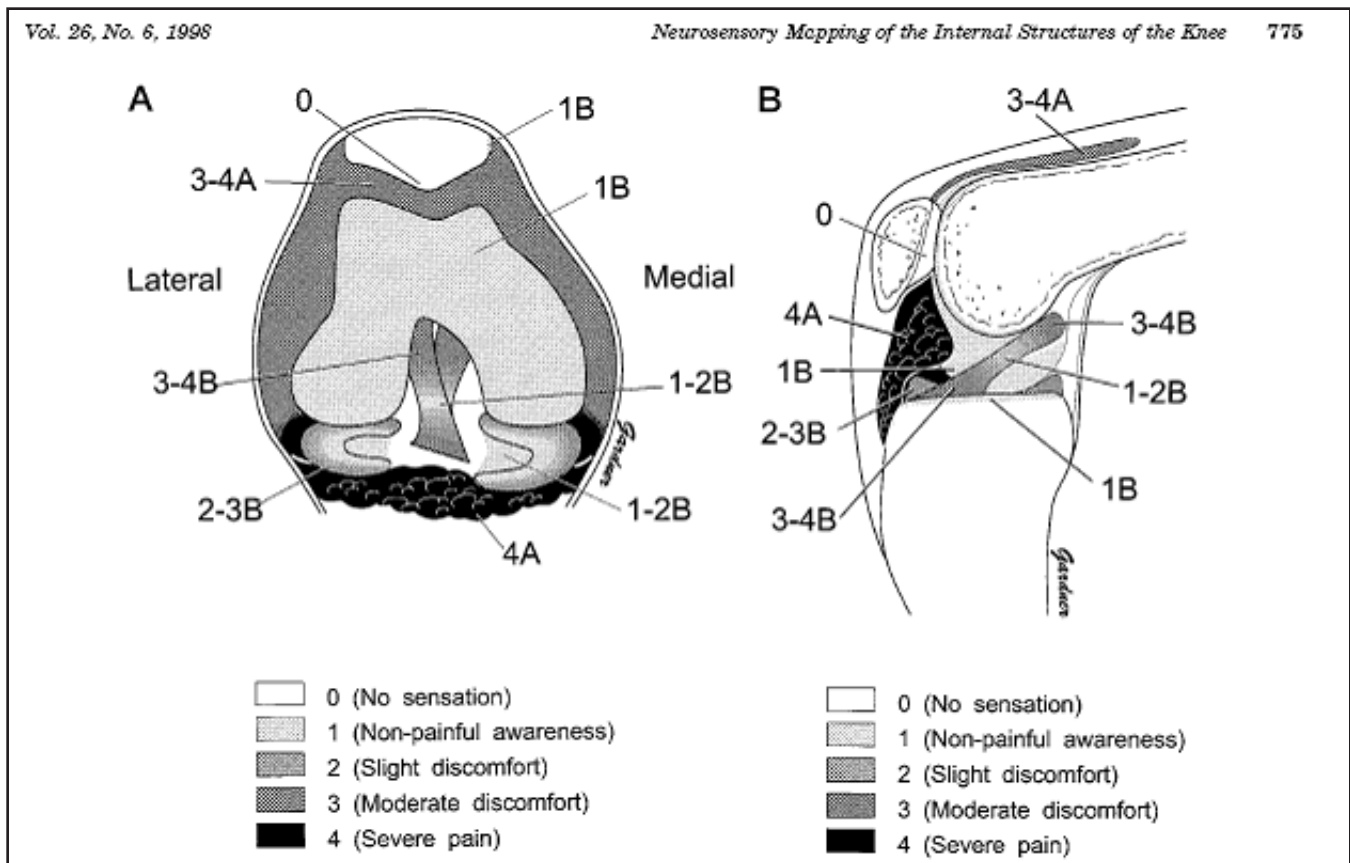 Vol. 26, No. 6, 1998
Neurosensory Mapping of the Internal Structures of the Knee 775
A
0
1B
3-4A
1B
Lateral
Medial
3-4B
1-2B
2-3B
1-2B
4A
Gardner
0 (No sensation)
1 (Non-painful awareness)
2 (Slight discomfort)
3 (Moderate discomfort)
4 (Severe pain)
B
3-4A
0
4A
3-4B
1B
1-2B
2-3B
1B
3-4B
Gardner
0 (No sensation)
1 (Non-painful awareness)
2 (Slight discomfort)
3 (Moderate discomfort)
4 (Severe pain)